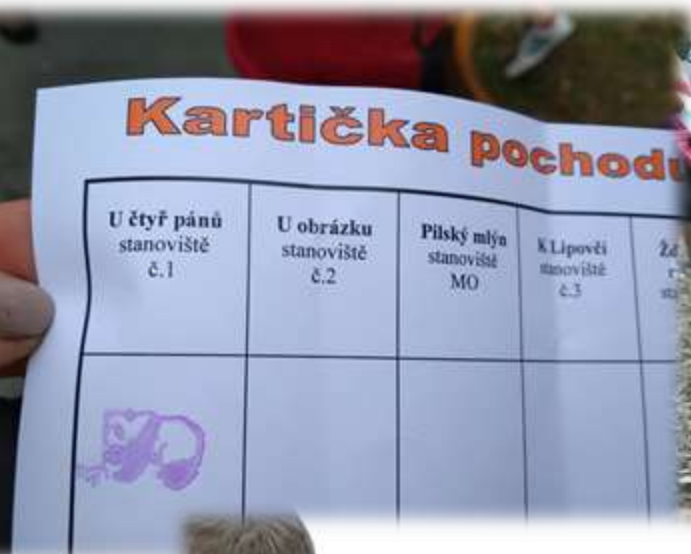 Kartička pochodu
U čtyř pánů
stanoviště
č.1
U obrázku
stanoviště
č.2
Pilský mlýn
stanoviště
MO
K Lipovči
stanoviště
č.3